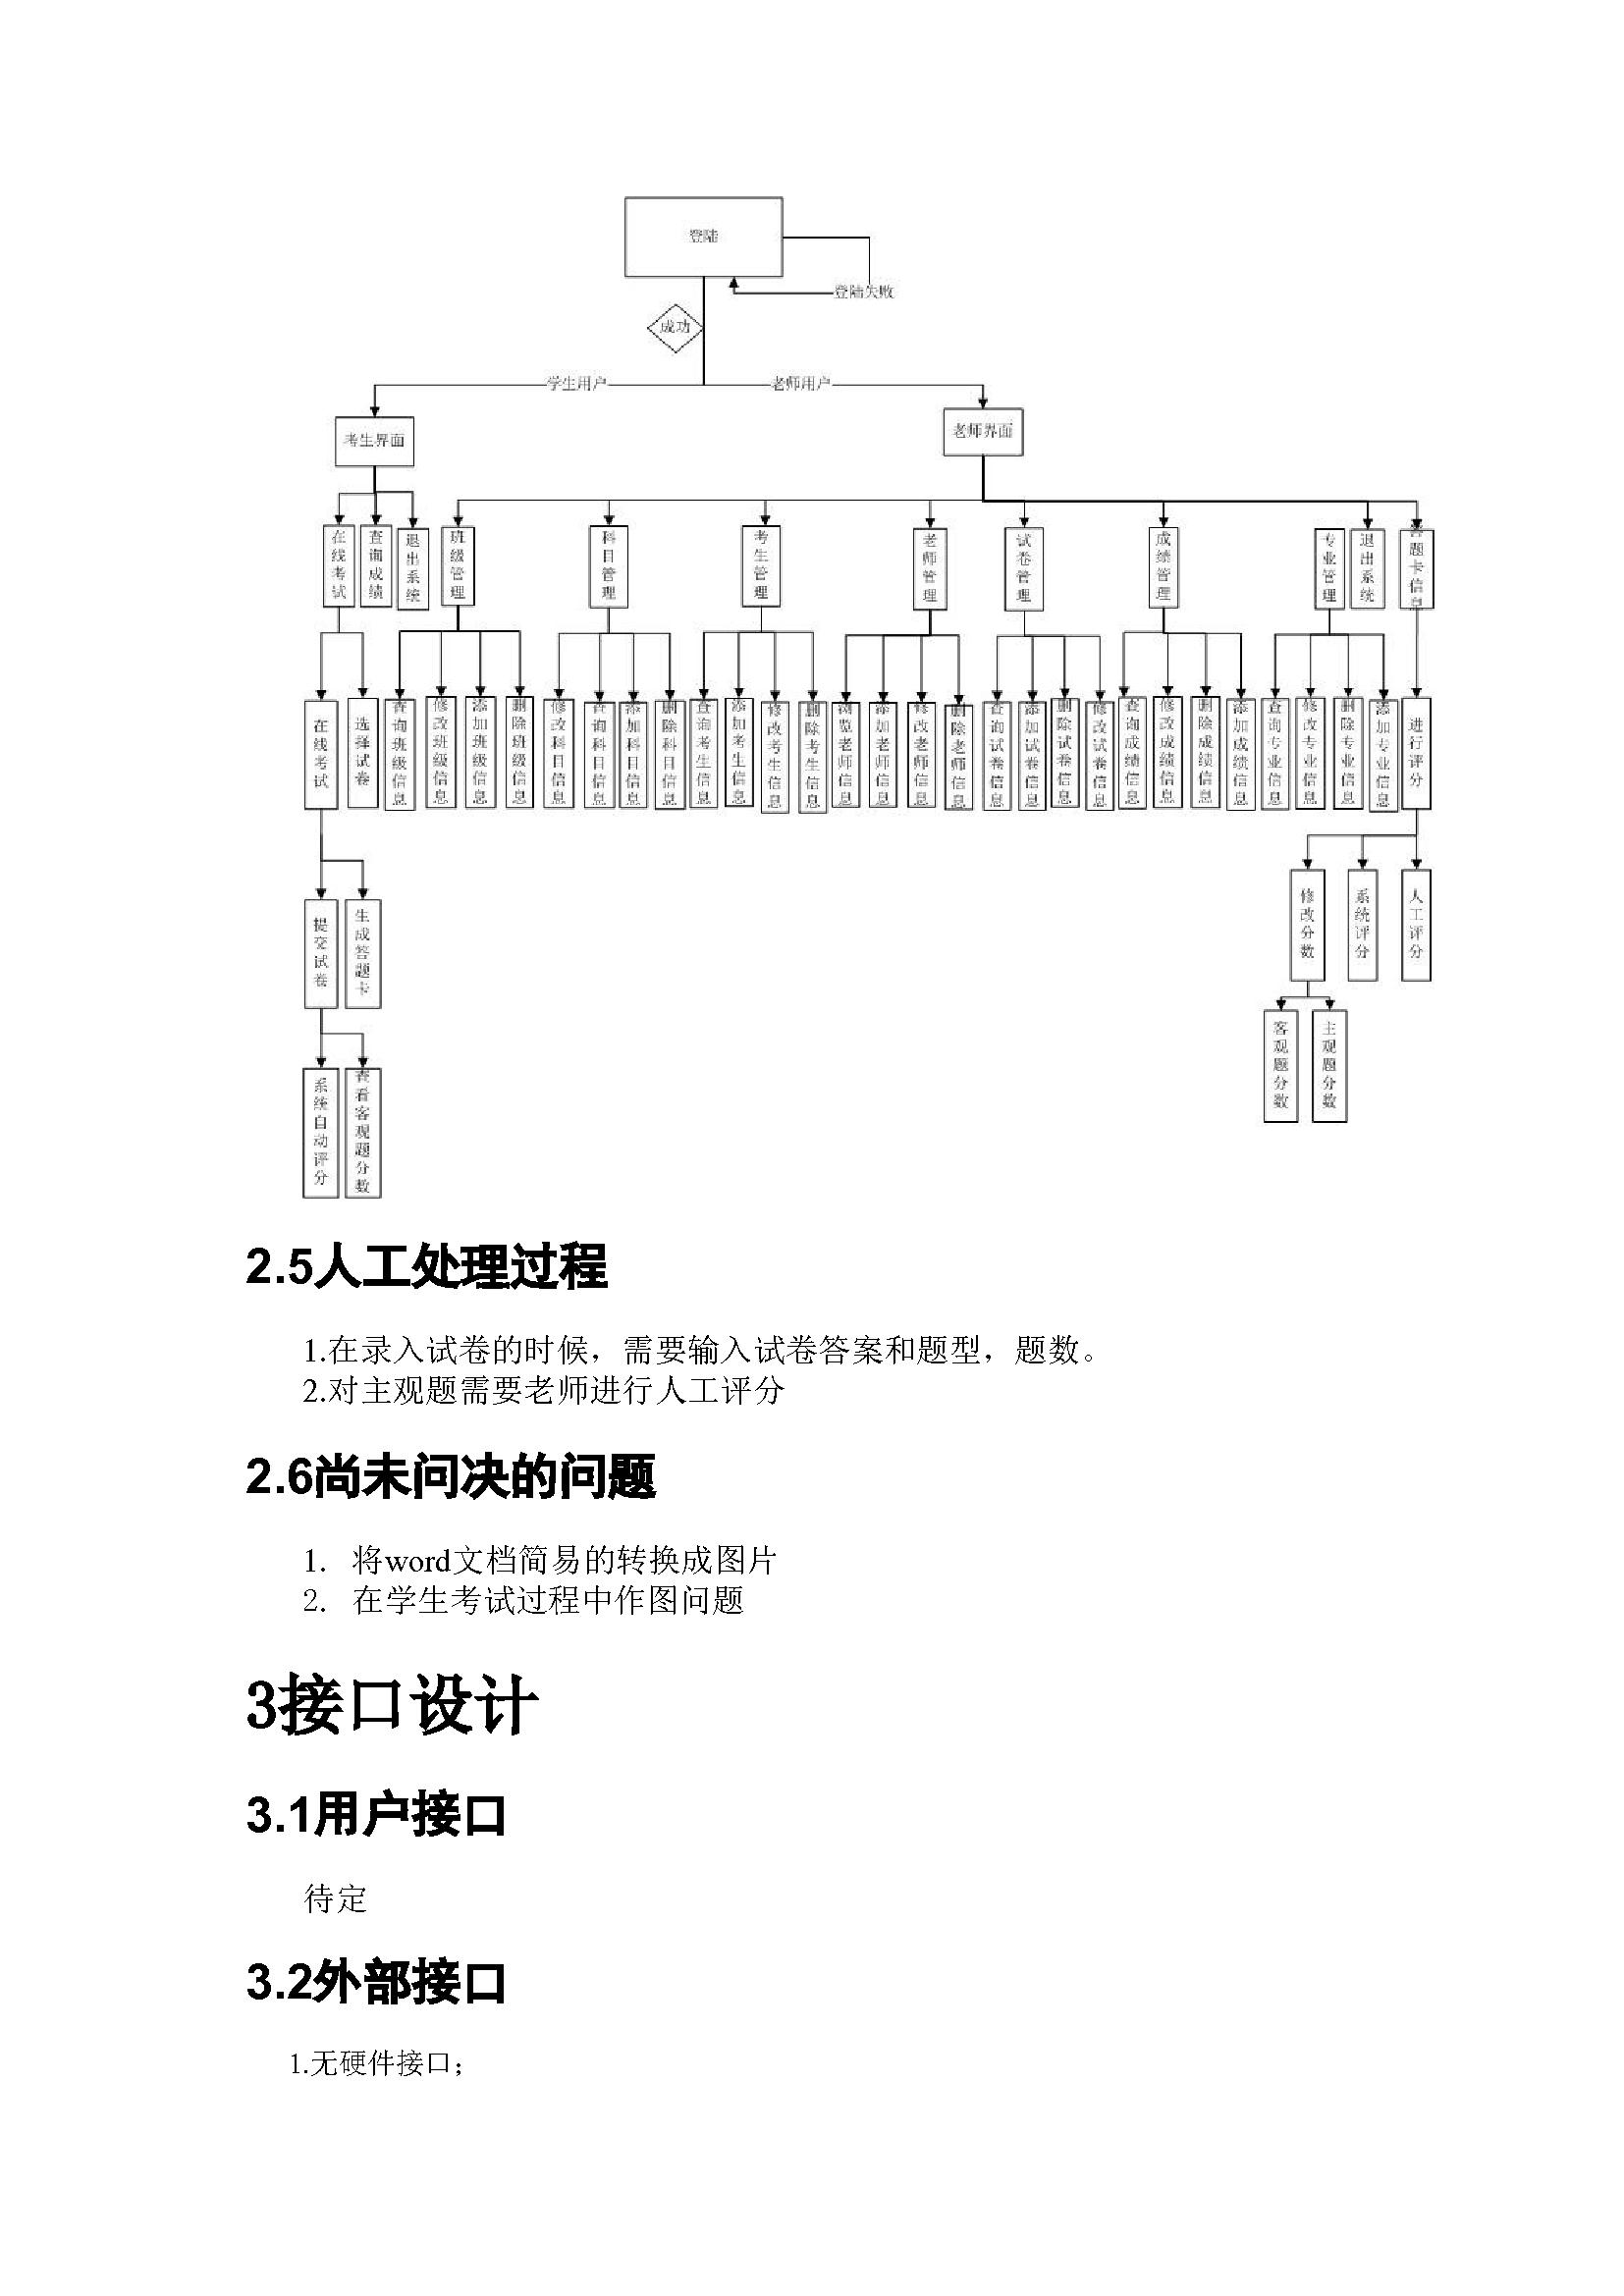 登陆
登陆失败
成功
学生用户
老师用户
考生界面
老师界面
在线考试
查询成绩
退出系统
班级管理
科目管理
考生管理
老师管理
试卷管理
成绩管理
专业管理
退出系统
答题卡信息
在线考试
选择试卷
查询班级信息
修改班级信息
添加班级信息
删除班级信息
修改科目信息
查询科目信息
添加科目信息
删除科目信息
查询考生信息
添加考生信息
修改考生信息
删除考生信息
浏览老师信息
添加老师信息
修改老师信息
删除老师信息
查询试卷信息
添加试卷信息
删除试卷信息
修改试卷信息
查询成绩信息
修改成绩信息
删除成绩信息
添加成绩信息
查询专业信息
修改专业信息
删除专业信息
添加专业信息
进行评分
提交试卷
生成答题卡
修改分数
系统评分
人工评分
客观题分数
主观题分数
系统自动评分
查看客观题分数
2.5人工处理过程
1.在录入试卷的时候，需要输入试卷答案和题型，题数。
2.对主观题需要老师进行人工评分
2.6尚未问决的问题
1. 将word文档简易的转换成图片
2. 在学生考试过程中作图问题
3接口设计
3.1用户接口
待定
3.2外部接口
1.无硬件接口；